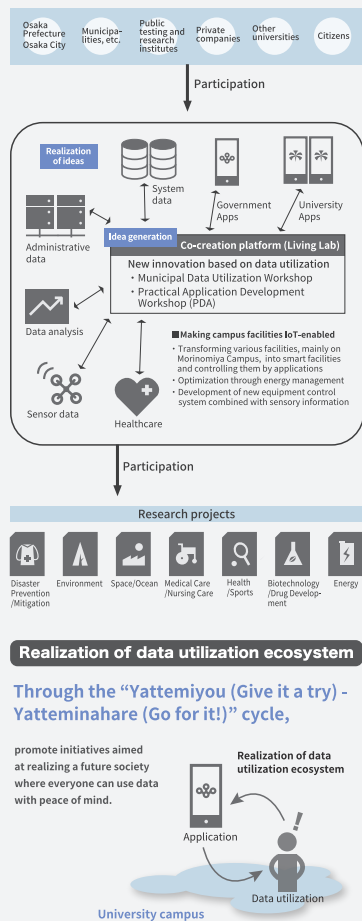 Osaka
Prefecture
Osaka City
Municipa-
lities, etc.
Public
testing and
research
institutes
Private
companies
Other
universities
Citizens
Participation
Realization
of ideas
System
data
Government
Apps
University
Apps
Administrative
data
Idea generation
Co-creation platform (Living Lab)
New innovation based on data utilization
・Municipal Data Utilization Workshop
・Practical Application Development
Workshop (PDA)
Data analysis
■Making campus facilities IoT-enabled
・Transforming various facilities, mainly on
Morinomiya Campus, into smart facilities
and controlling them by applications
・Optimization through energy management
・Development of new equipment control
system combined with sensory information
Sensor data
Healthcare
Participation
Research projects
Disaster
Prevention
/Mitigation
Environment
Space/Ocean
Medical Care
/Nursing Care
Health
/Sports
Biotechnology
/Drug Develop-
ment
Energy
Realization of data utilization ecosystem
Through the “Yattemiyou (Give it a try) -
Yatteminahare (Go for it!)” cycle,
promote initiatives aimed
at realizing a future society
where everyone can use data
with peace of mind.
Realization of data
utilization ecosystem
Application
Data utilization
University campus